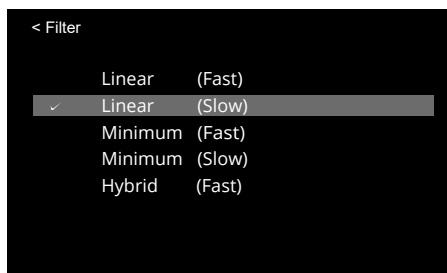 < Filter
Linear (Fast)
✓ Linear (Slow)
Minimum (Fast)
Minimum (Slow)
Hybrid (Fast)